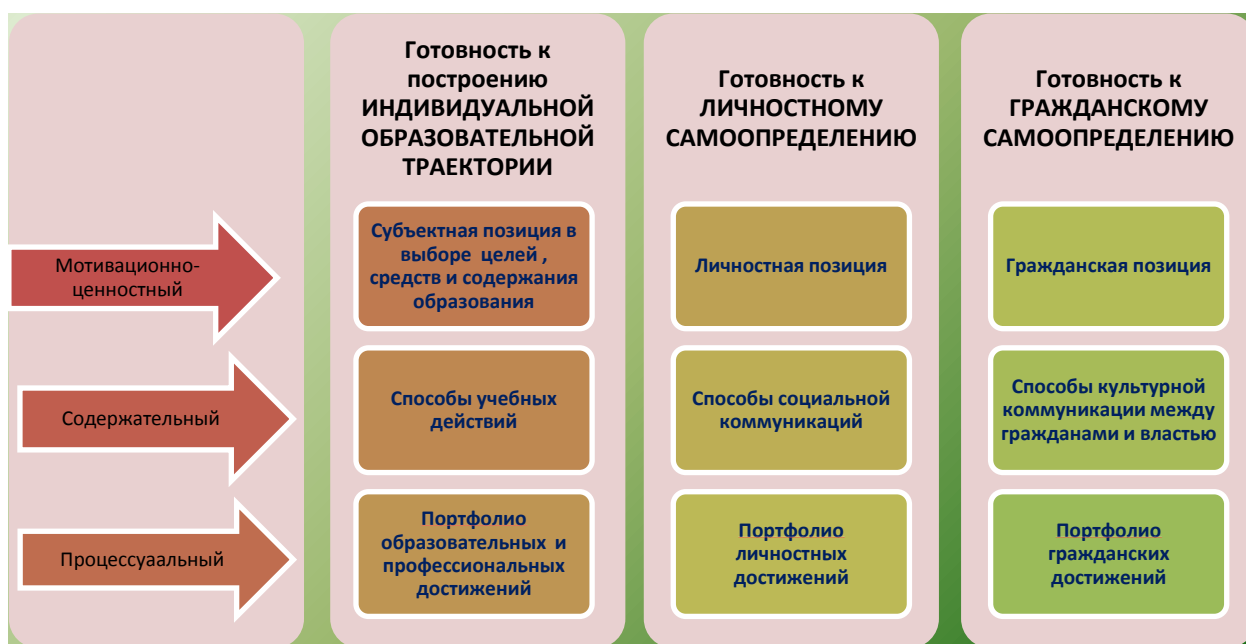 Готовность к
построению
ИНДИВИДУАЛЬНОЙ
ОБРАЗОВАТЕЛЬНОЙ
ТРАЕКТОРИИ
Готовность к
ЛИЧНОСТНОМУ
САМООПРЕДЕЛЕНИЮ
Готовность к
ГРАЖДАНСКОМУ
САМООПРЕДЕЛЕНИЮ
Мотивационно-
ценностный
Субъектная позиция в
выборе целей ,
средств и содержания
образования
Личностная позиция
Гражданская позиция
Содержательный
Способы учебных
действий
Способы социальной
коммуникаций
Способы культурной
коммуникации между
гражданами и властью
Процессуаальный
Портфолио
образовательных и
профессиональных
достижений
Портфолио
личностных
достижений
Портфолио
гражданских
достижений